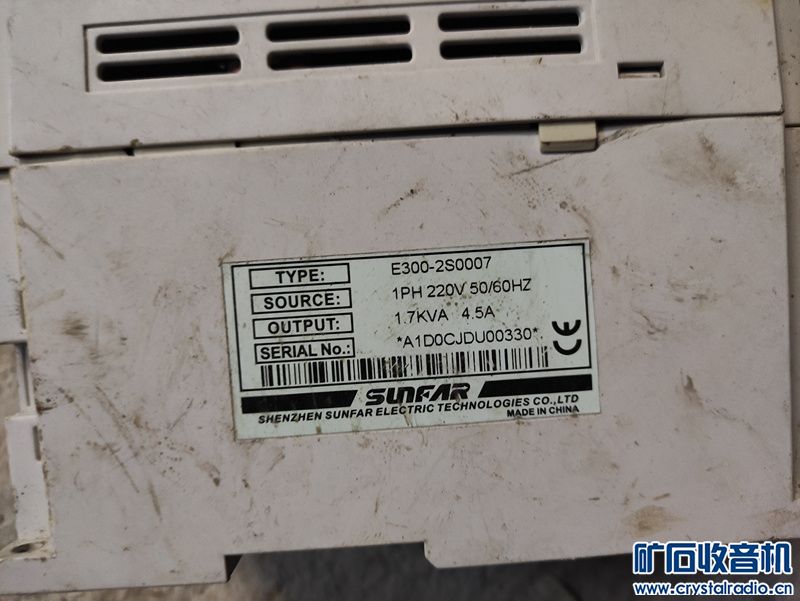 TYPE: E300-2S0007
SOURCE: 1PH 220V 50/60HZ
OUTPUT: 1.7KVA 4.5A
SERIAL No.: *A1D0CJDU00330*
CE
SUNFAR
SHENZHEN SUNFAR ELECTRIC TECHNOLOGIES CO.,LTD
MADE IN CHINA
矿石收音机
www.crystalradio.cn